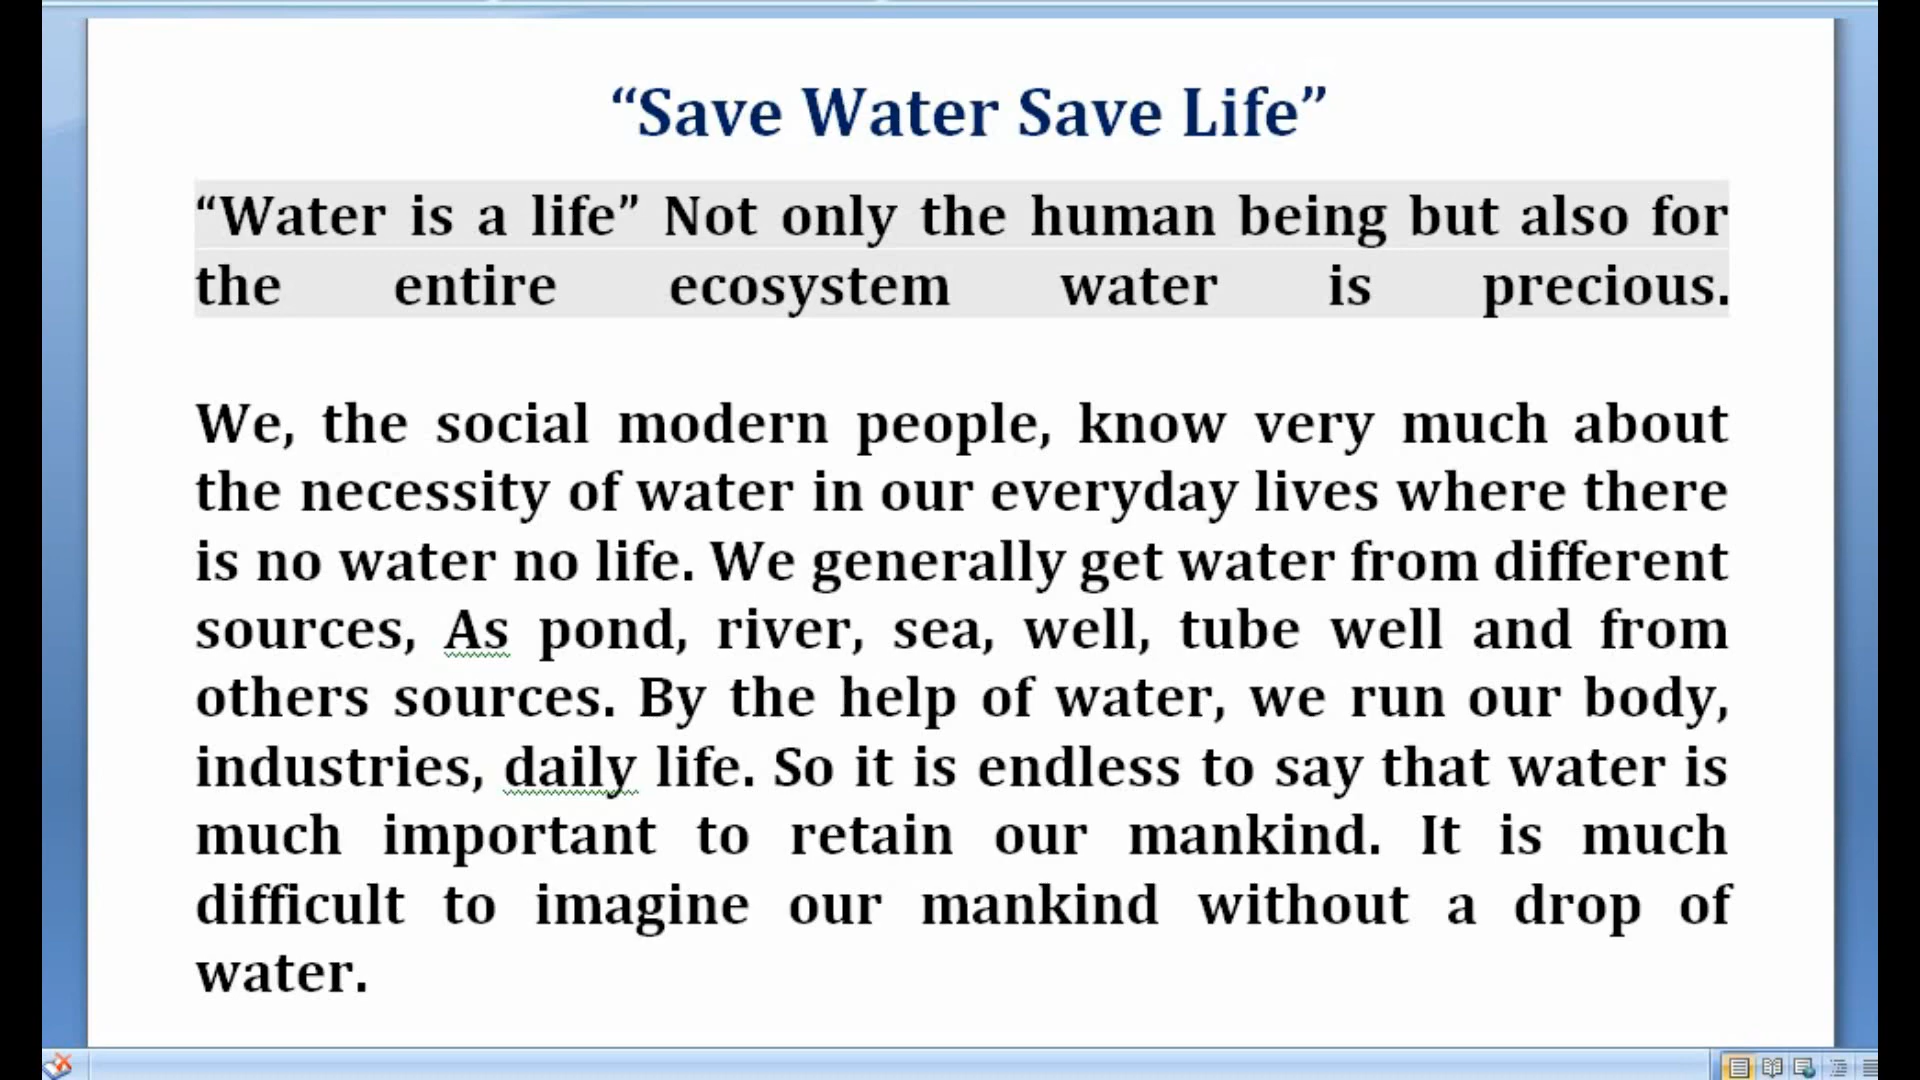 “Save Water Save Life”
“Water is a life” Not only the human being but also for
the entire ecosystem water is precious.
We, the social modern people, know very much about
the necessity of water in our everyday lives where there
is no water no life. We generally get water from different
sources, As pond, river, sea, well, tube well and from
others sources. By the help of water, we run our body,
industries, daily life. So it is endless to say that water is
much important to retain our mankind. It is much
difficult to imagine our mankind without a drop of
water.